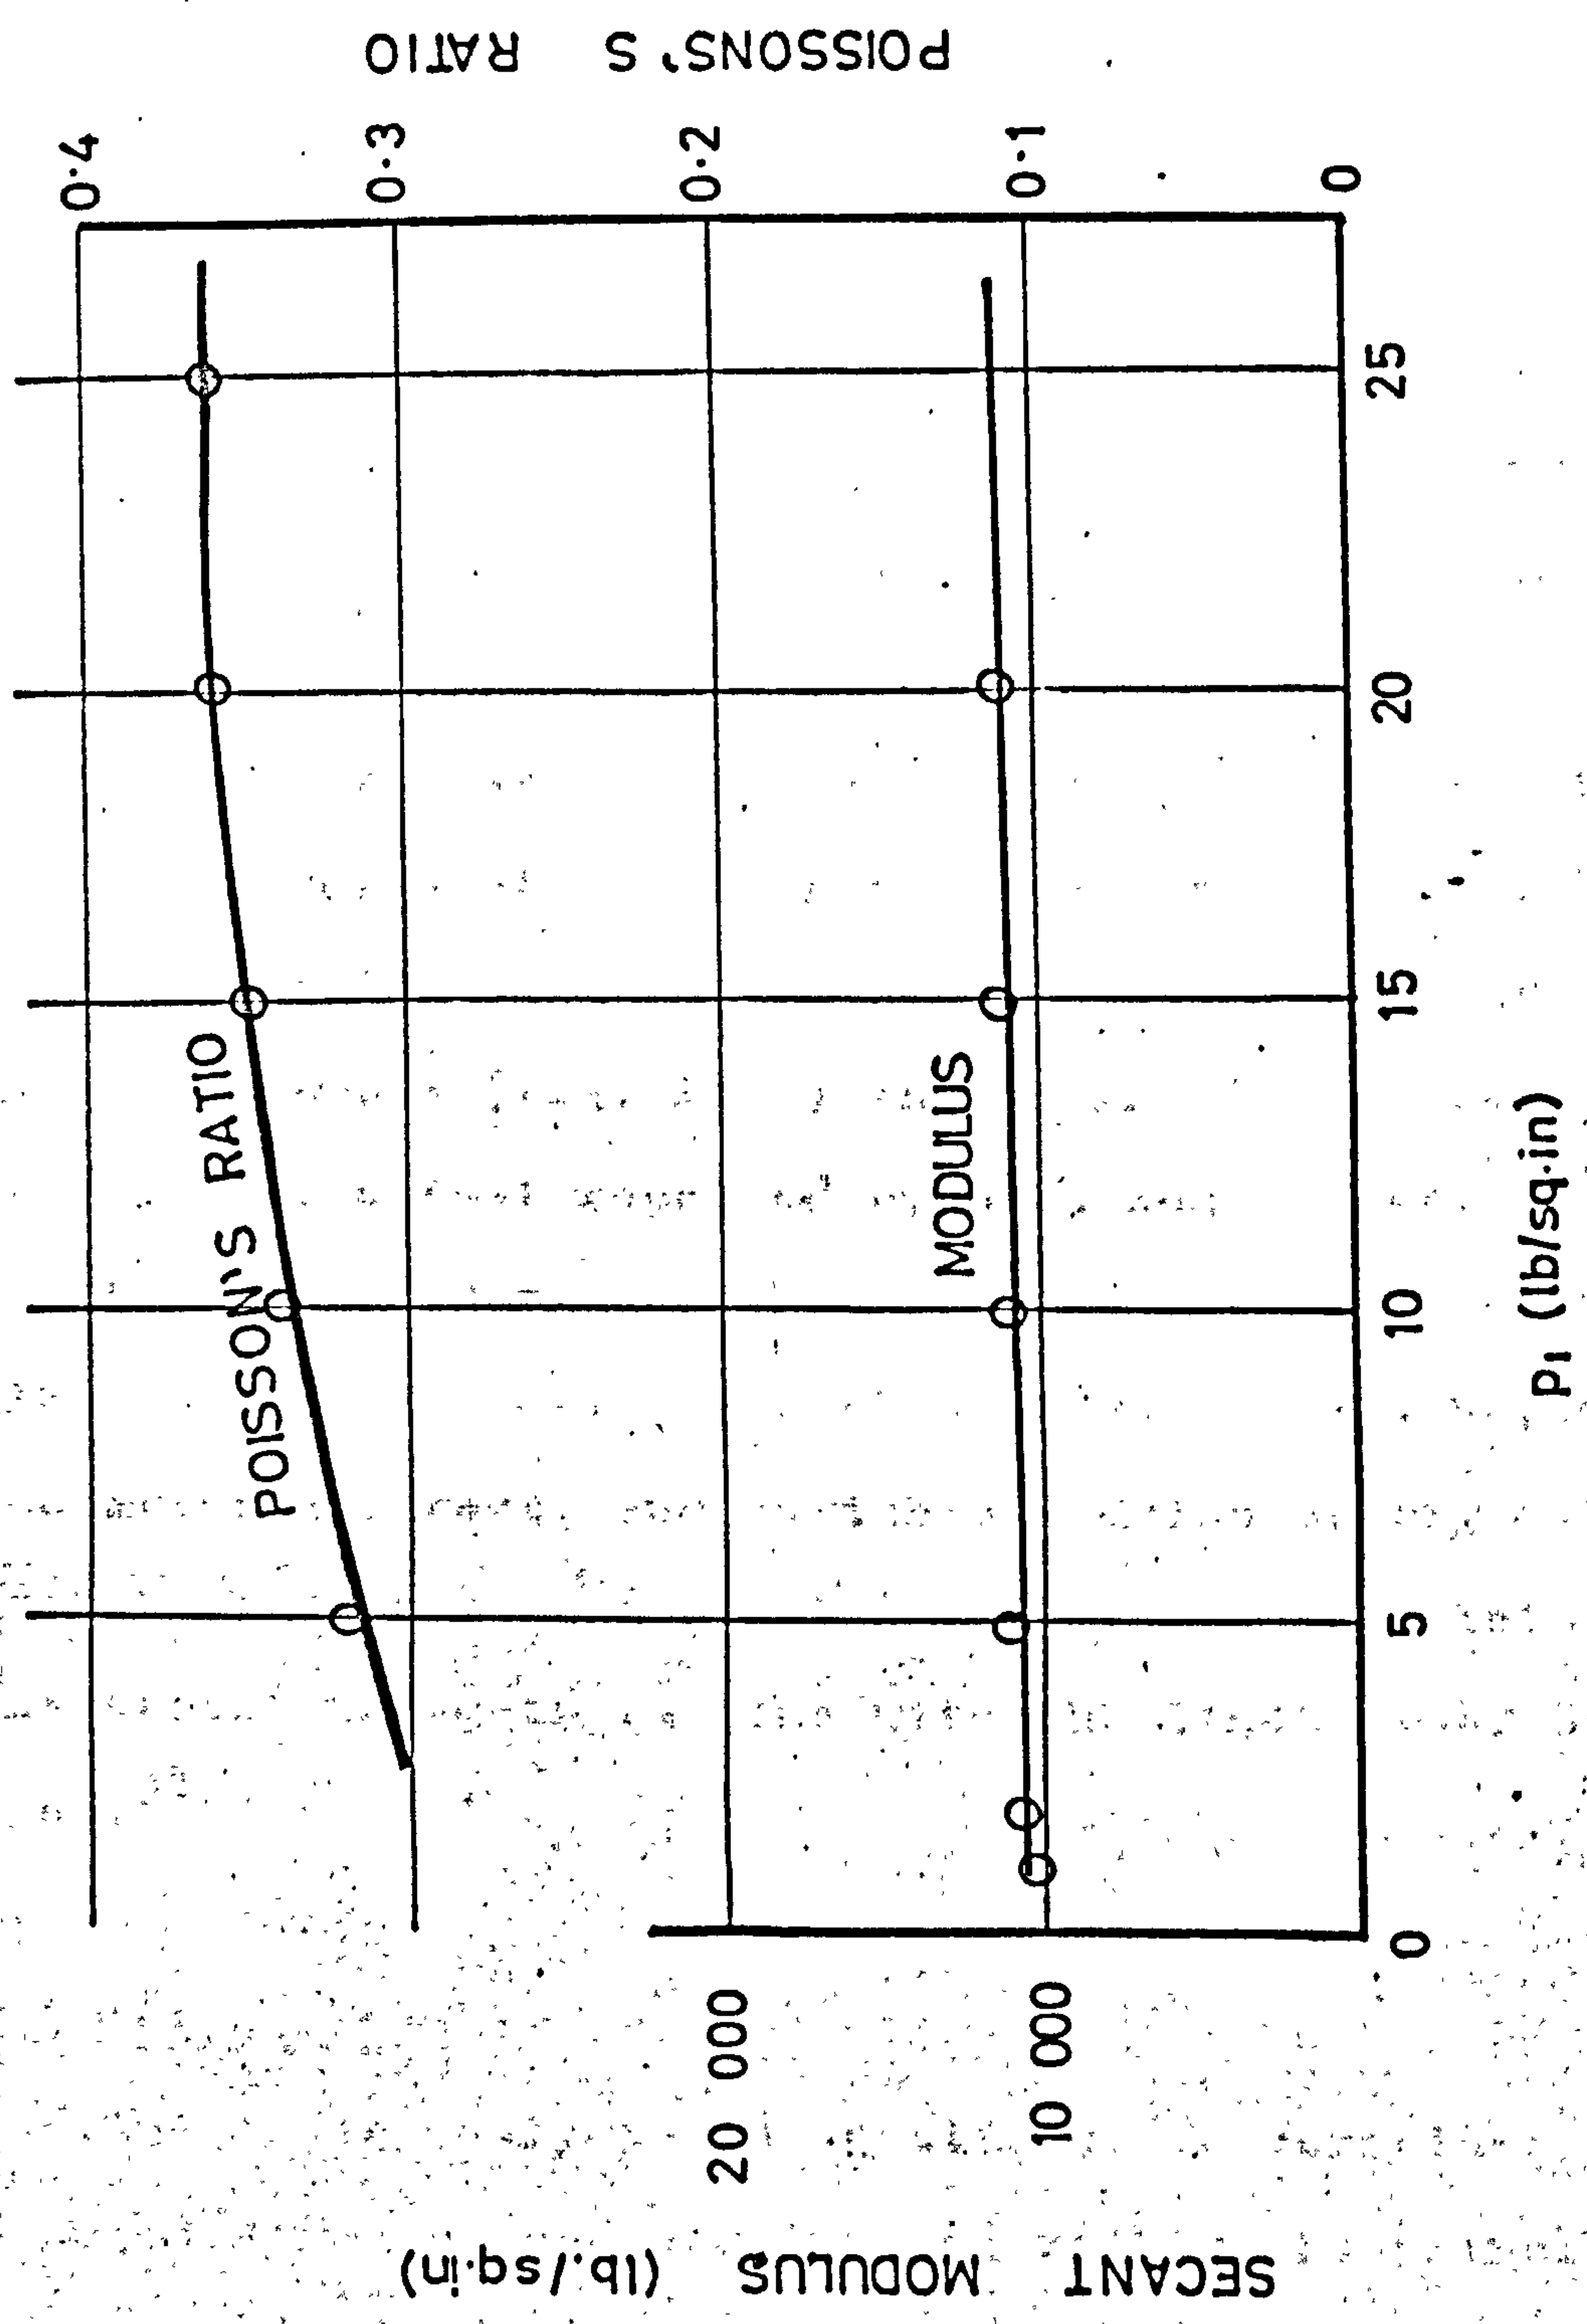 SECANT MODULUS (lb./sq.in)
20 000
10 000
POISSON'S RATIO
MODULUS
0
5
10
15
20
25
p₁ (lb/sq.in)
0.4
0.3
0.2
0.1
0
POISSONS'S RATIO